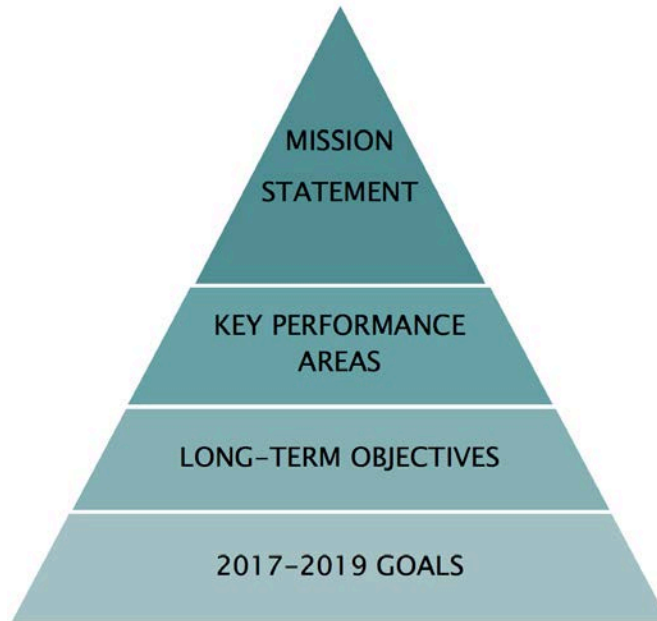 MISSION
STATEMENT
KEY PERFORMANCE
AREAS
LONG-TERM OBJECTIVES
2017-2019 GOALS